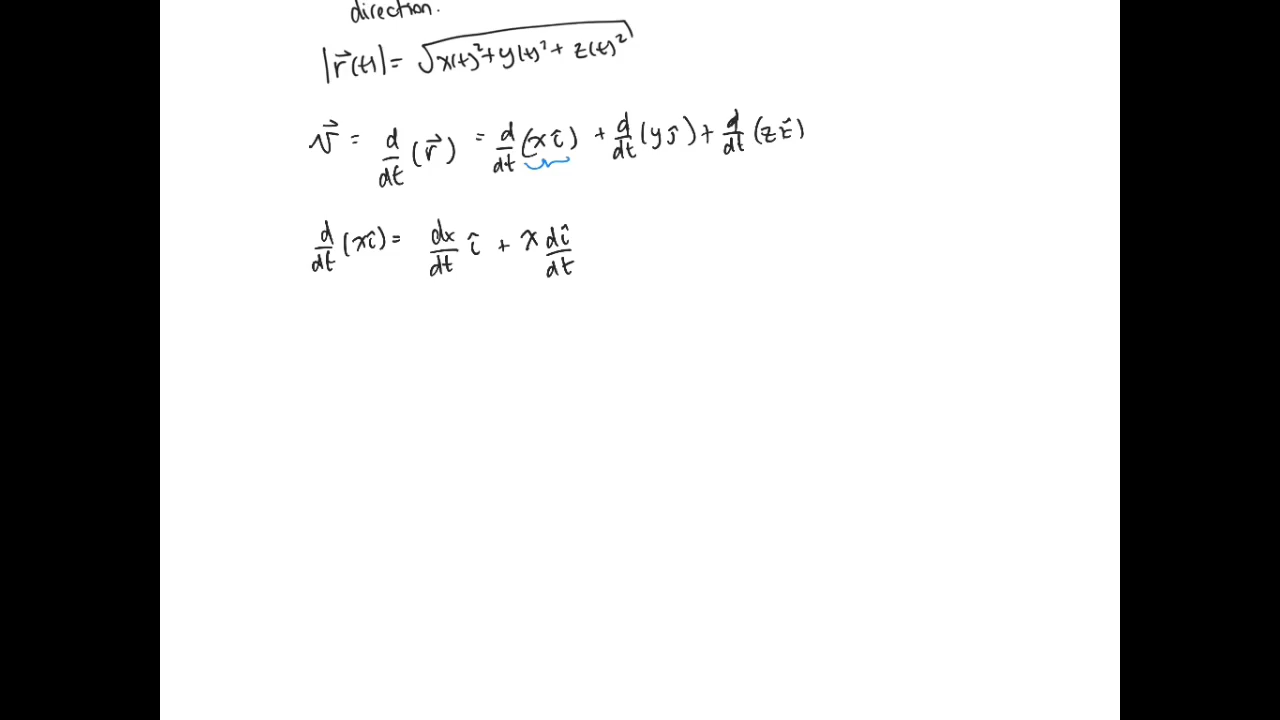 direction.
|r⃗(t)| = √(x(t)² + y(t)² + z(t)²)
v⃗ = d/dt (r⃗) = d/dt (x î) + d/dt (y ĵ) + d/dt (z k̂)
d/dt (x î) = dx/dt î + x dî/dt